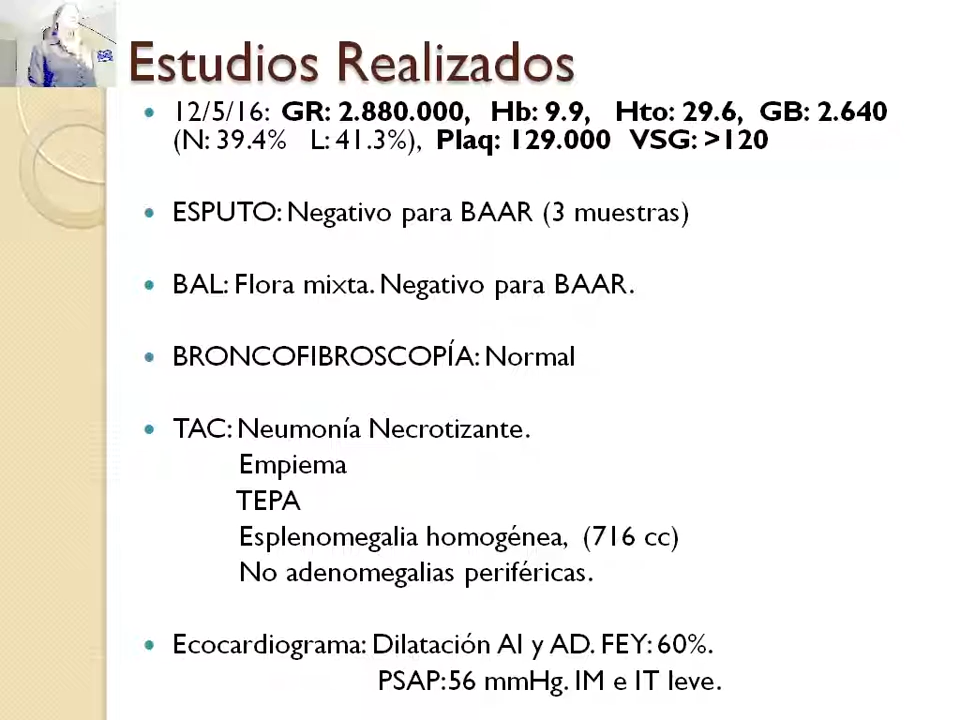 Estudios Realizados
• 12/5/16: GR: 2.880.000, Hb: 9.9, Hto: 29.6, GB: 2.640
(N: 39.4% L: 41.3%), Plaq: 129.000 VSG: >120
• ESPUTO: Negativo para BAAR (3 muestras)
• BAL: Flora mixta. Negativo para BAAR.
• BRONCOFIBROSCOPÍA: Normal
• TAC: Neumonía Necrotizante.
Empiema
TEPA
Esplenomegalia homogénea, (716 cc)
No adenomegalias periféricas.
• Ecocardiograma: Dilatación AI y AD. FEY: 60%.
PSAP:56 mmHg. IM e IT leve.